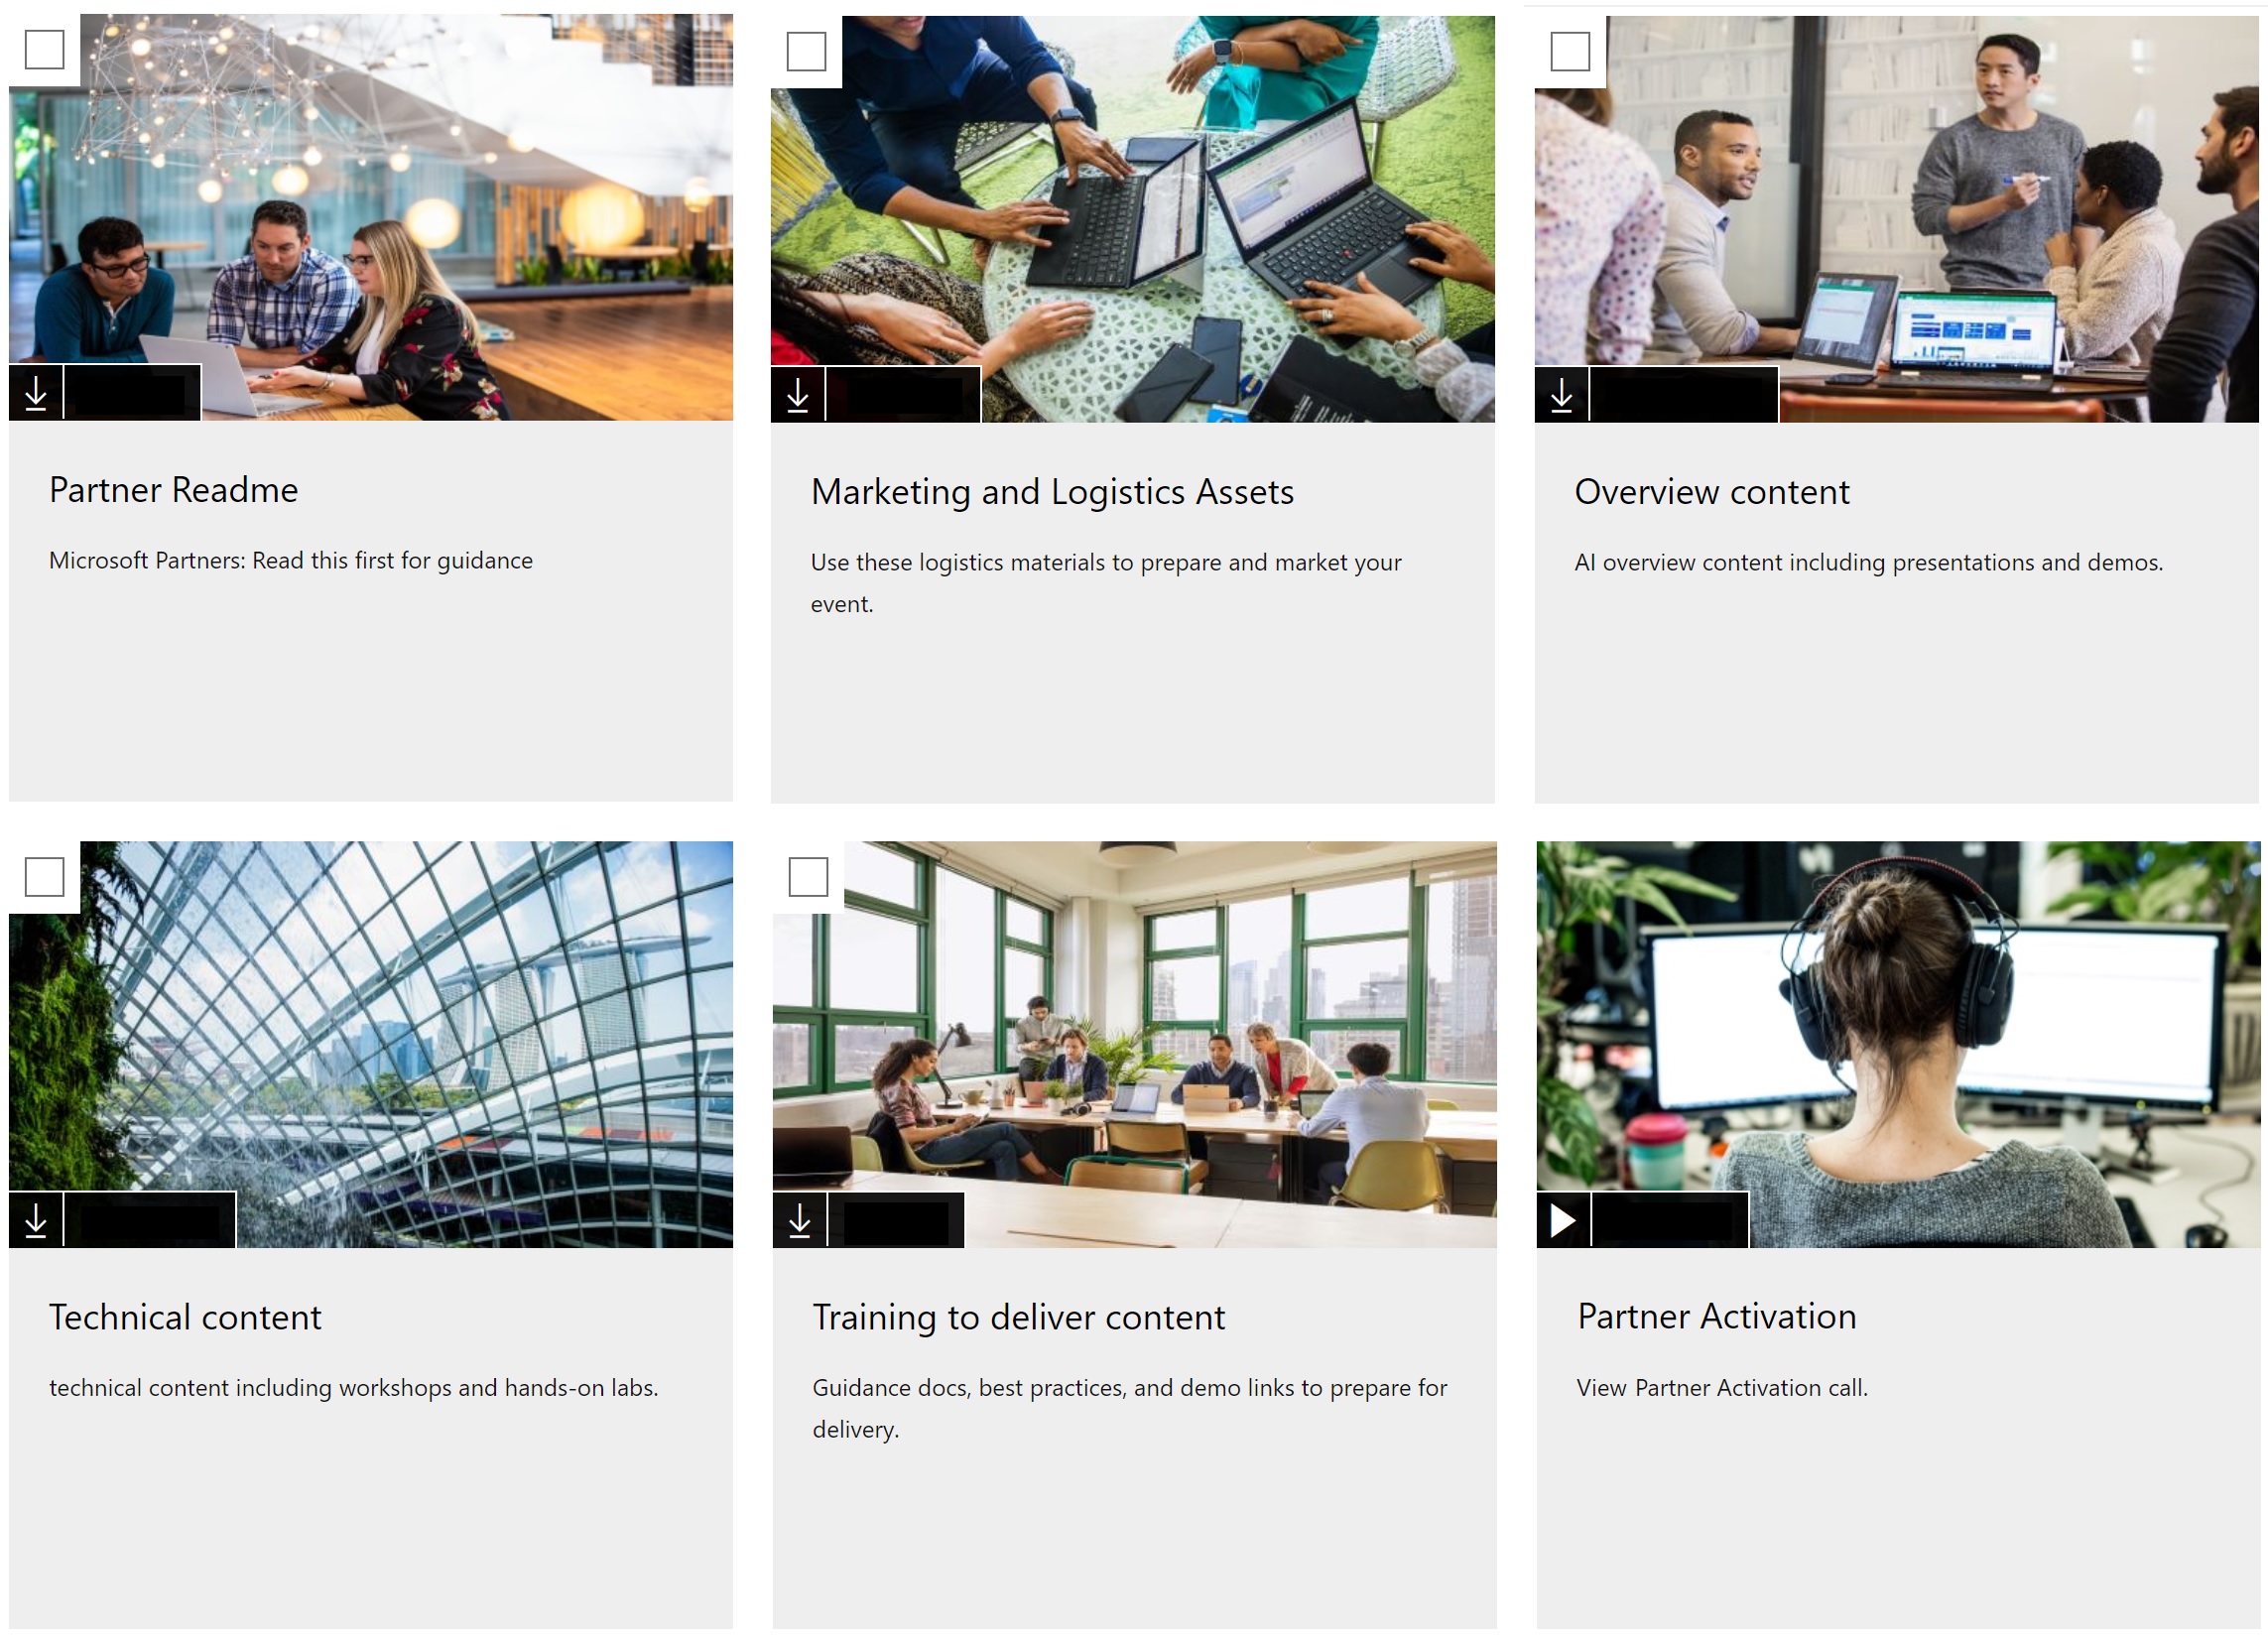 Partner Readme
Microsoft Partners: Read this first for guidance
Marketing and Logistics Assets
Use these logistics materials to prepare and market your
event.
Overview content
AI overview content including presentations and demos.
Technical content
technical content including workshops and hands-on labs.
Training to deliver content
Guidance docs, best practices, and demo links to prepare for
delivery.
Partner Activation
View Partner Activation call.